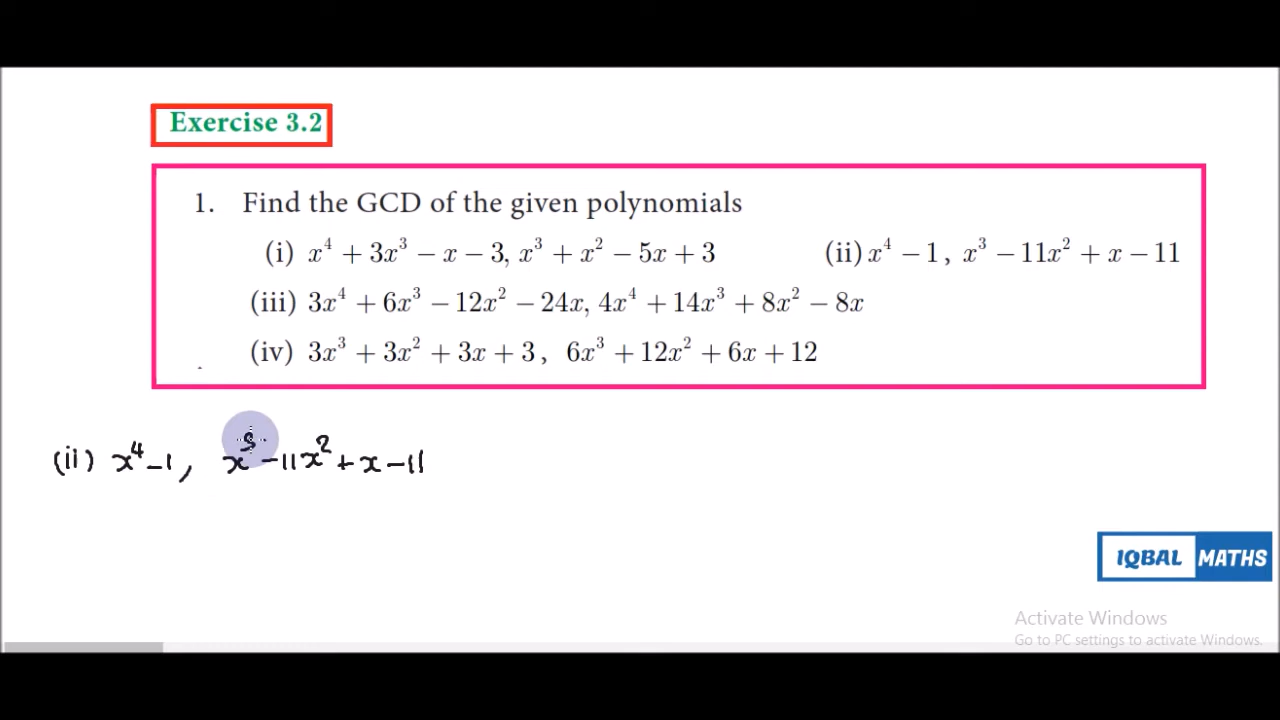 Exercise 3.2
1. Find the GCD of the given polynomials
(i) x⁴ + 3x³ − x − 3, x³ + x² − 5x + 3 (ii) x⁴ − 1, x³ − 11x² + x − 11
(iii) 3x⁴ + 6x³ − 12x² − 24x, 4x⁴ + 14x³ + 8x² − 8x
(iv) 3x³ + 3x² + 3x + 3, 6x³ + 12x² + 6x + 12
(ii) x⁴ − 1, x³ − 11x² + x − 11
IQBAL MATHS
Activate Windows
Go to PC settings to activate Windows.